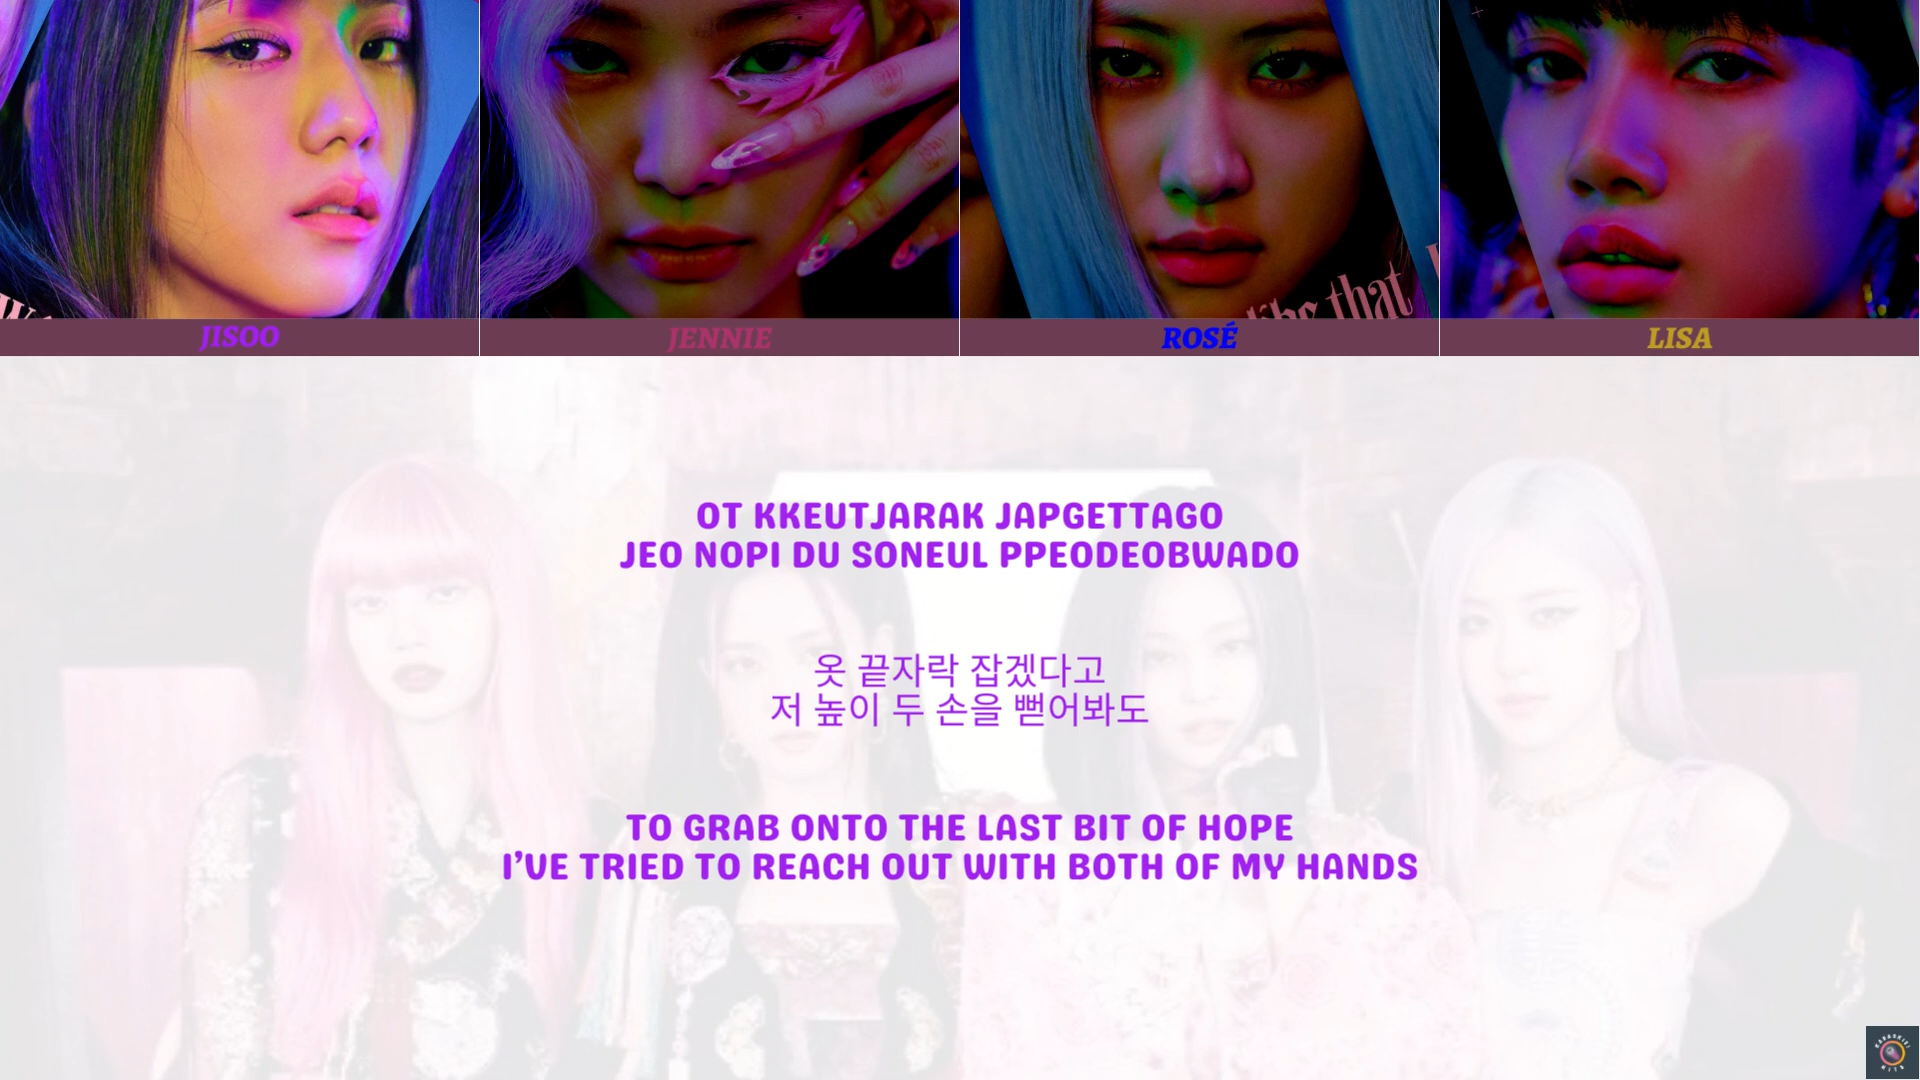 like that
JISOO
JENNIE
ROSÉ
LISA
OT KKEUTJARAK JAPGETTAGO
JEO NOPI DU SONEUL PPEODEOBWADO
옷 끝자락 잡겠다고
저 높이 두 손을 뻗어봐도
TO GRAB ONTO THE LAST BIT OF HOPE
I'VE TRIED TO REACH OUT WITH BOTH OF MY HANDS